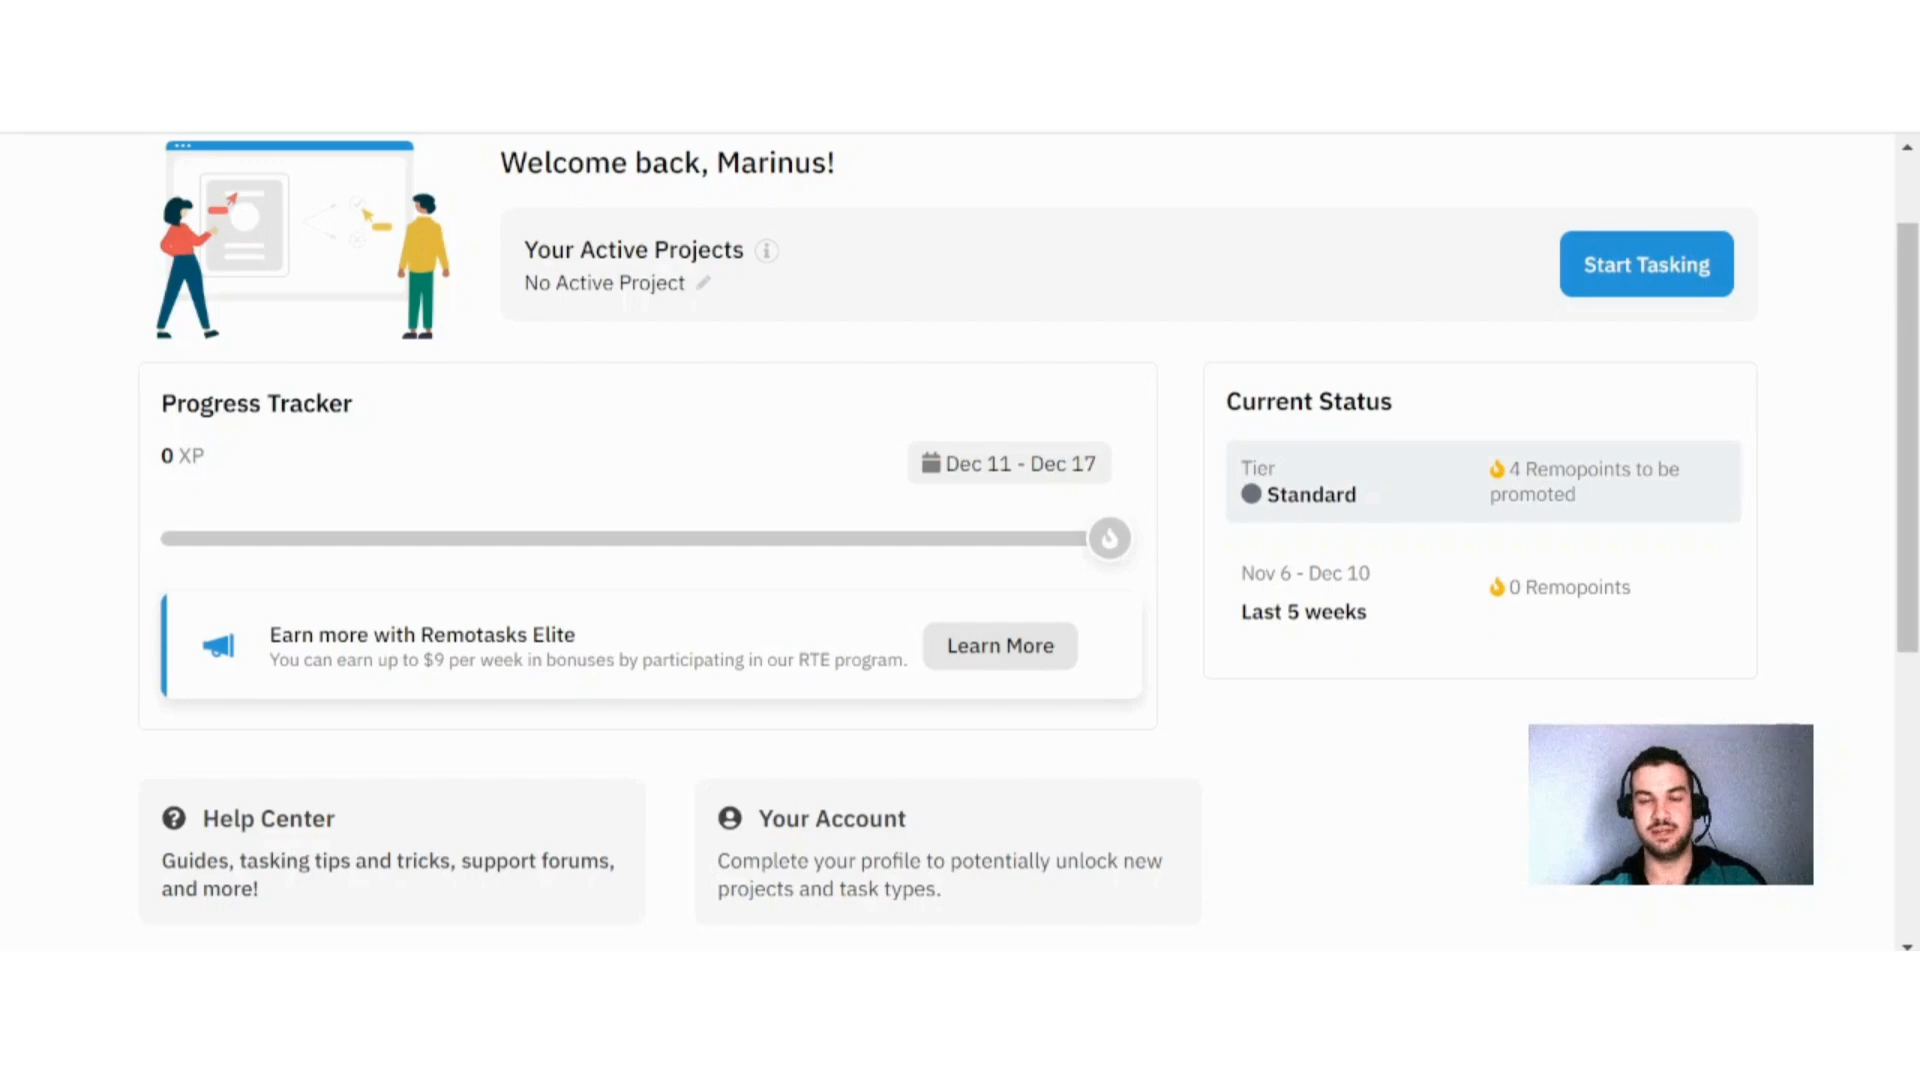 Welcome back, Marinus!
Your Active Projects
No Active Project
Start Tasking
Progress Tracker
0 XP
Dec 11 - Dec 17
Earn more with Remotasks Elite
You can earn up to $9 per week in bonuses by participating in our RTE program.
Learn More
Current Status
Tier
Standard
4 Remopoints to be
promoted
Nov 6 - Dec 10
Last 5 weeks
0 Remopoints
Help Center
Guides, tasking tips and tricks, support forums,
and more!
Your Account
Complete your profile to potentially unlock new
projects and task types.